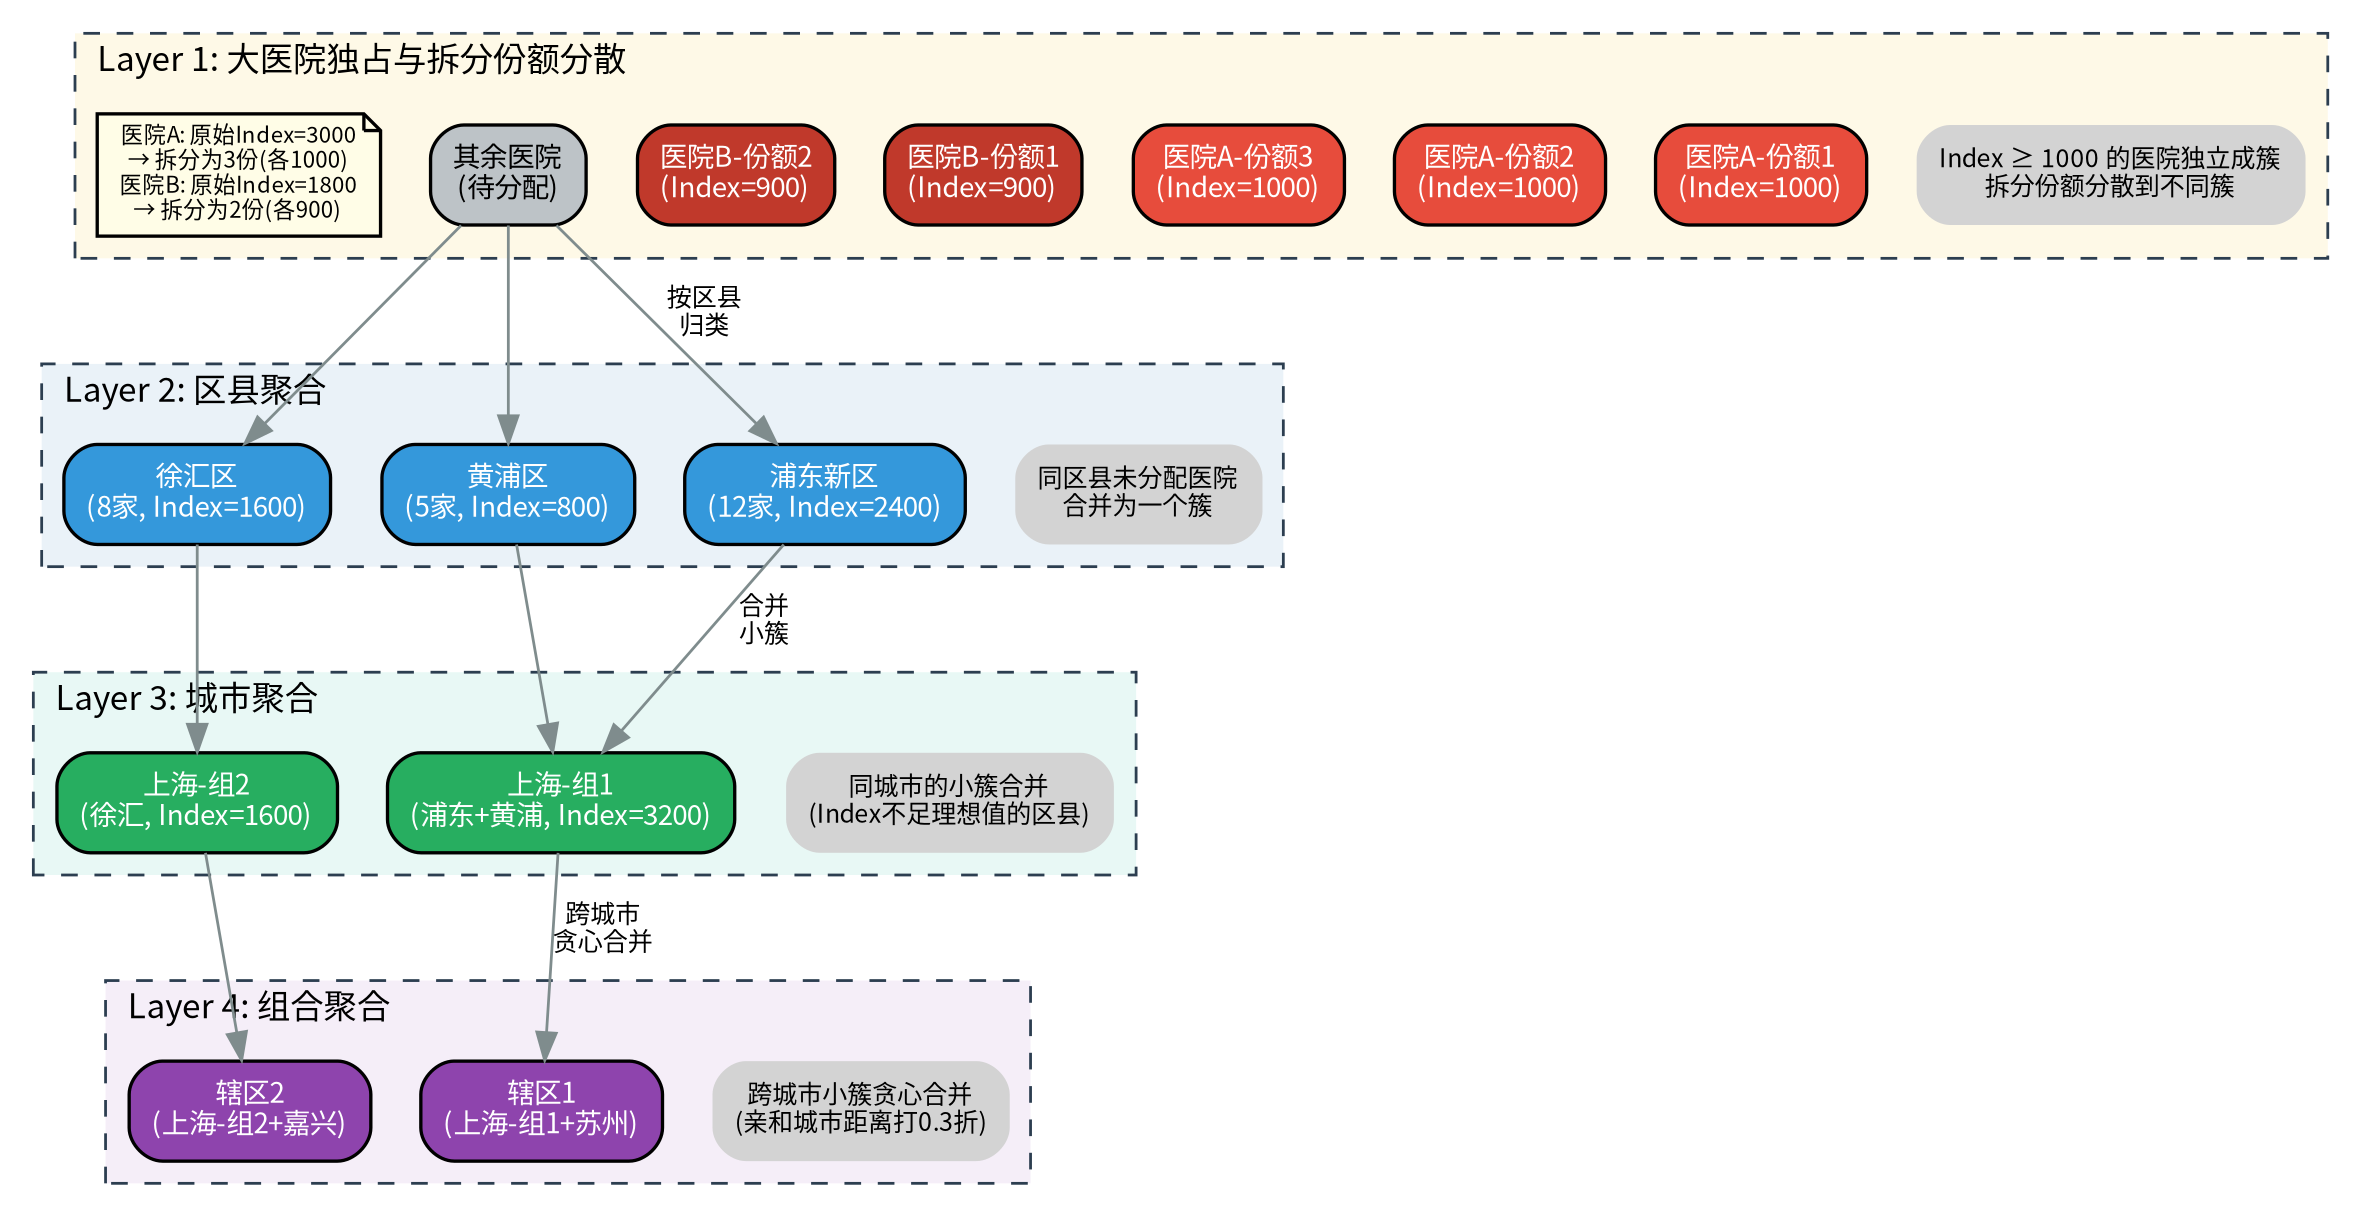 Layer 1: 大医院独占与拆分份额分散
医院A: 原始Index=3000
→ 拆分为3份(各1000)
医院B: 原始Index=1800
→ 拆分为2份(各900)
其余医院
(待分配)
医院B-份额2
(Index=900)
医院B-份额1
(Index=900)
医院A-份额3
(Index=1000)
医院A-份额2
(Index=1000)
医院A-份额1
(Index=1000)
Index ≥ 1000 的医院独立成簇
拆分份额分散到不同簇
按区县
归类
Layer 2: 区县聚合
徐汇区
(8家, Index=1600)
黄浦区
(5家, Index=800)
浦东新区
(12家, Index=2400)
同区县未分配医院
合并为一个簇
合并
小簇
Layer 3: 城市聚合
上海-组2
(徐汇, Index=1600)
上海-组1
(浦东+黄浦, Index=3200)
同城市的小簇合并
(Index不足理想值的区县)
跨城市
贪心合并
Layer 4: 组合聚合
辖区2
(上海-组2+嘉兴)
辖区1
(上海-组1+苏州)
跨城市小簇贪心合并
(亲和城市距离打0.3折)